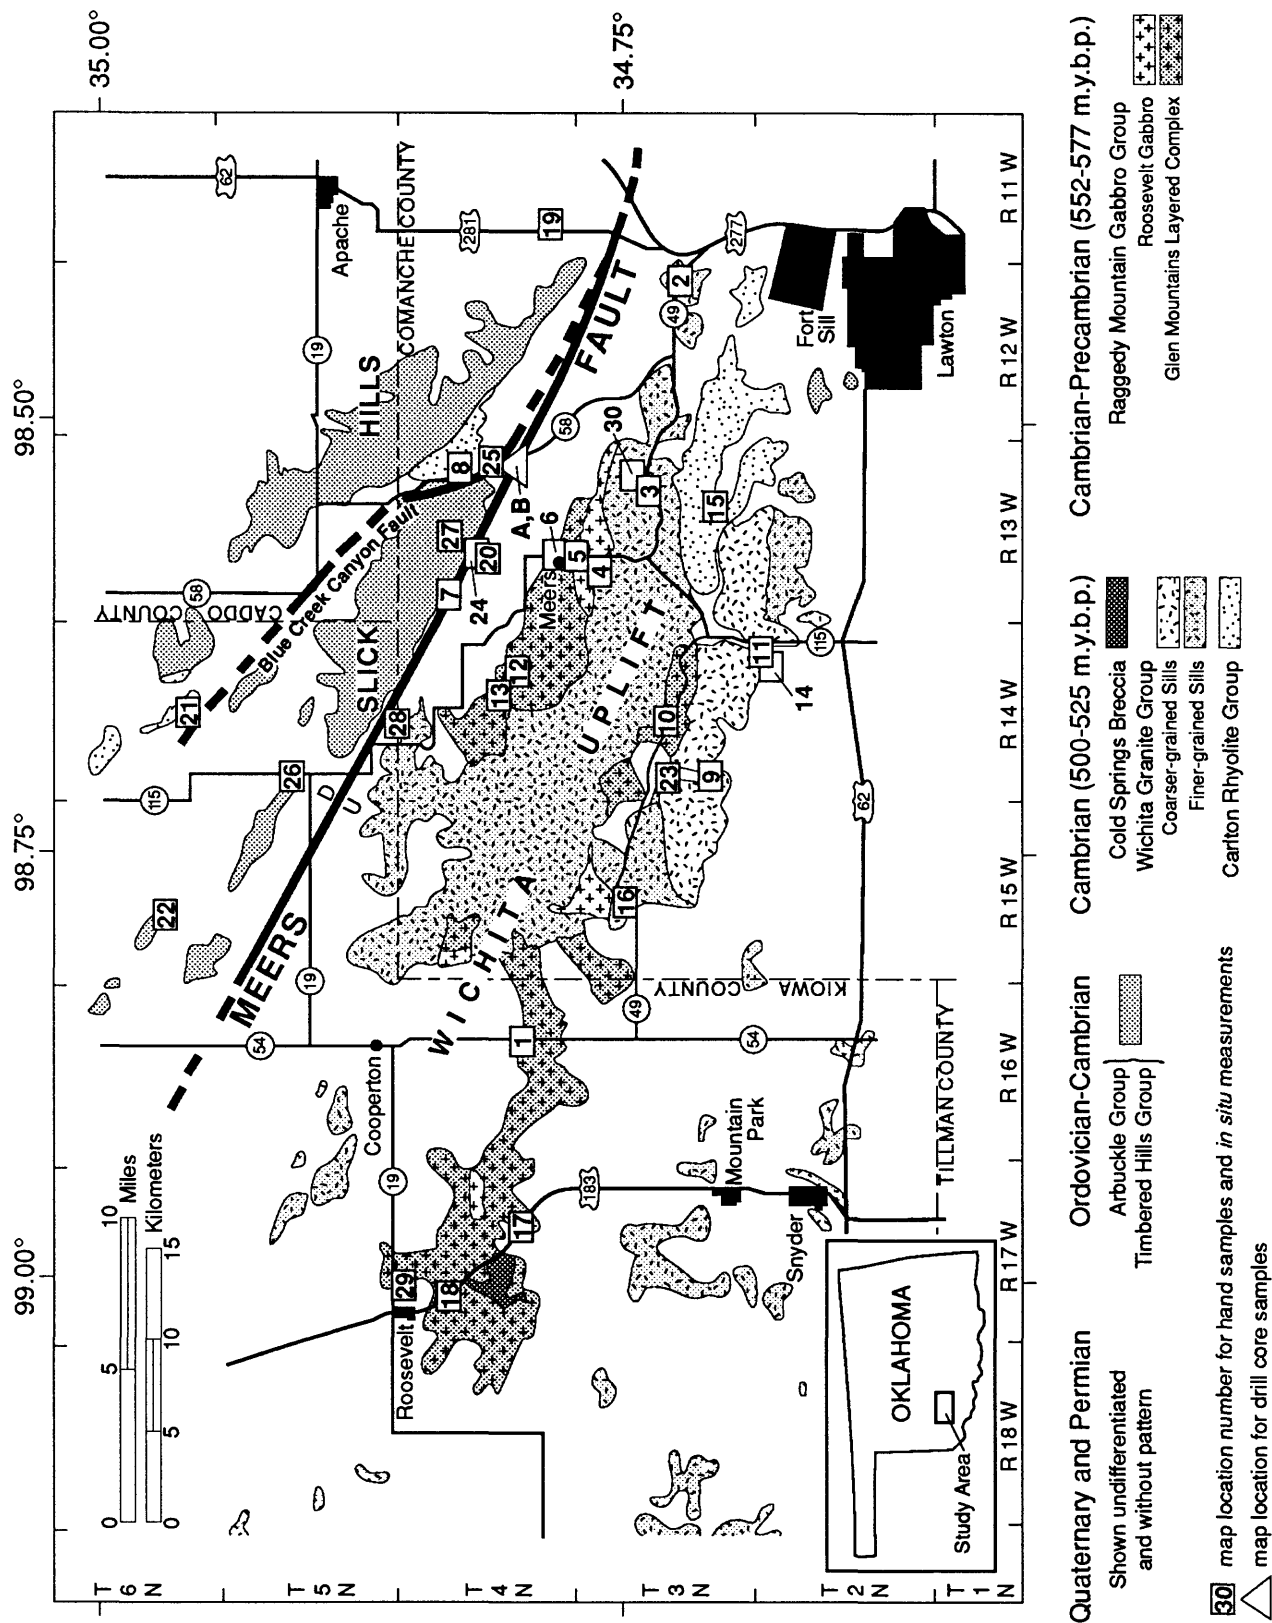 99.00°
98.75°
98.50°
35.00°
34.75°
0 5 10 Miles
0 5 10 15 Kilometers
T
6
N
T
5
N
T
4
N
T
3
N
T
2
N
T
1
N
R 18 W
R 17 W
R 16 W
R 15 W
R 14 W
R 13 W
R 12 W
R 11 W
MEERS
FAULT
D
U
Blue Creek Canyon Fault
SLICK
HILLS
WICHITA
UPLIFT
CADDO COUNTY
COMANCHE COUNTY
KIOWA
COUNTY
TILLMAN COUNTY
Roosevelt
Cooperton
Mountain
Park
Snyder
Meers
Apache
Fort
Sill
Lawton
54
19
115
58
19
62
281
19
183
49
54
62
115
58
49
277
1
2
3
4
5
6
7
8
9
10
11
12
13
14
15
16
17
18
19
20
21
22
23
24
25
26
27
28
29
30
A,B
OKLAHOMA
Study Area
Quaternary and Permian
Shown undifferentiated
and without pattern
Ordovician-Cambrian
Arbuckle Group
Timbered Hills Group
Cambrian (500-525 m.y.b.p.)
Cold Springs Breccia
Wichita Granite Group
Coarser-grained Sills
Finer-grained Sills
Carlton Rhyolite Group
Cambrian-Precambrian (552-577 m.y.b.p.)
Raggedy Mountain Gabbro Group
Roosevelt Gabbro
Glen Mountains Layered Complex
30 map location number for hand samples and in situ measurements
map location for drill core samples